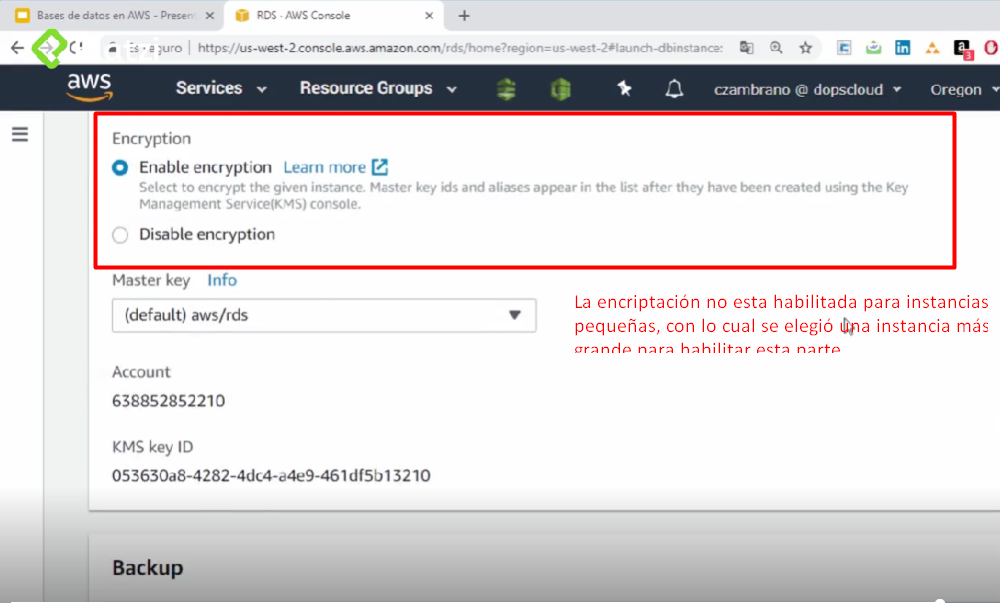 Bases de datos en AWS - Present
RDS · AWS Console
uro | https://us-west-2.console.aws.amazon.com/rds/home?region=us-west-2#launch-dbinstance:
aws Services Resource Groups czambrano @ dopscloud Oregon
Encryption
Enable encryption Learn more
Select to encrypt the given instance. Master key ids and aliases appear in the list after they have been created using the Key
Management Service(KMS) console.
Disable encryption
Master key Info
(default) aws/rds
La encriptación no esta habilitada para instancias
pequeñas, con lo cual se elegió una instancia más
grande para habilitar esta parte
Account
638852852210
KMS key ID
053630a8-4282-4dc4-a4e9-461df5b13210
Backup